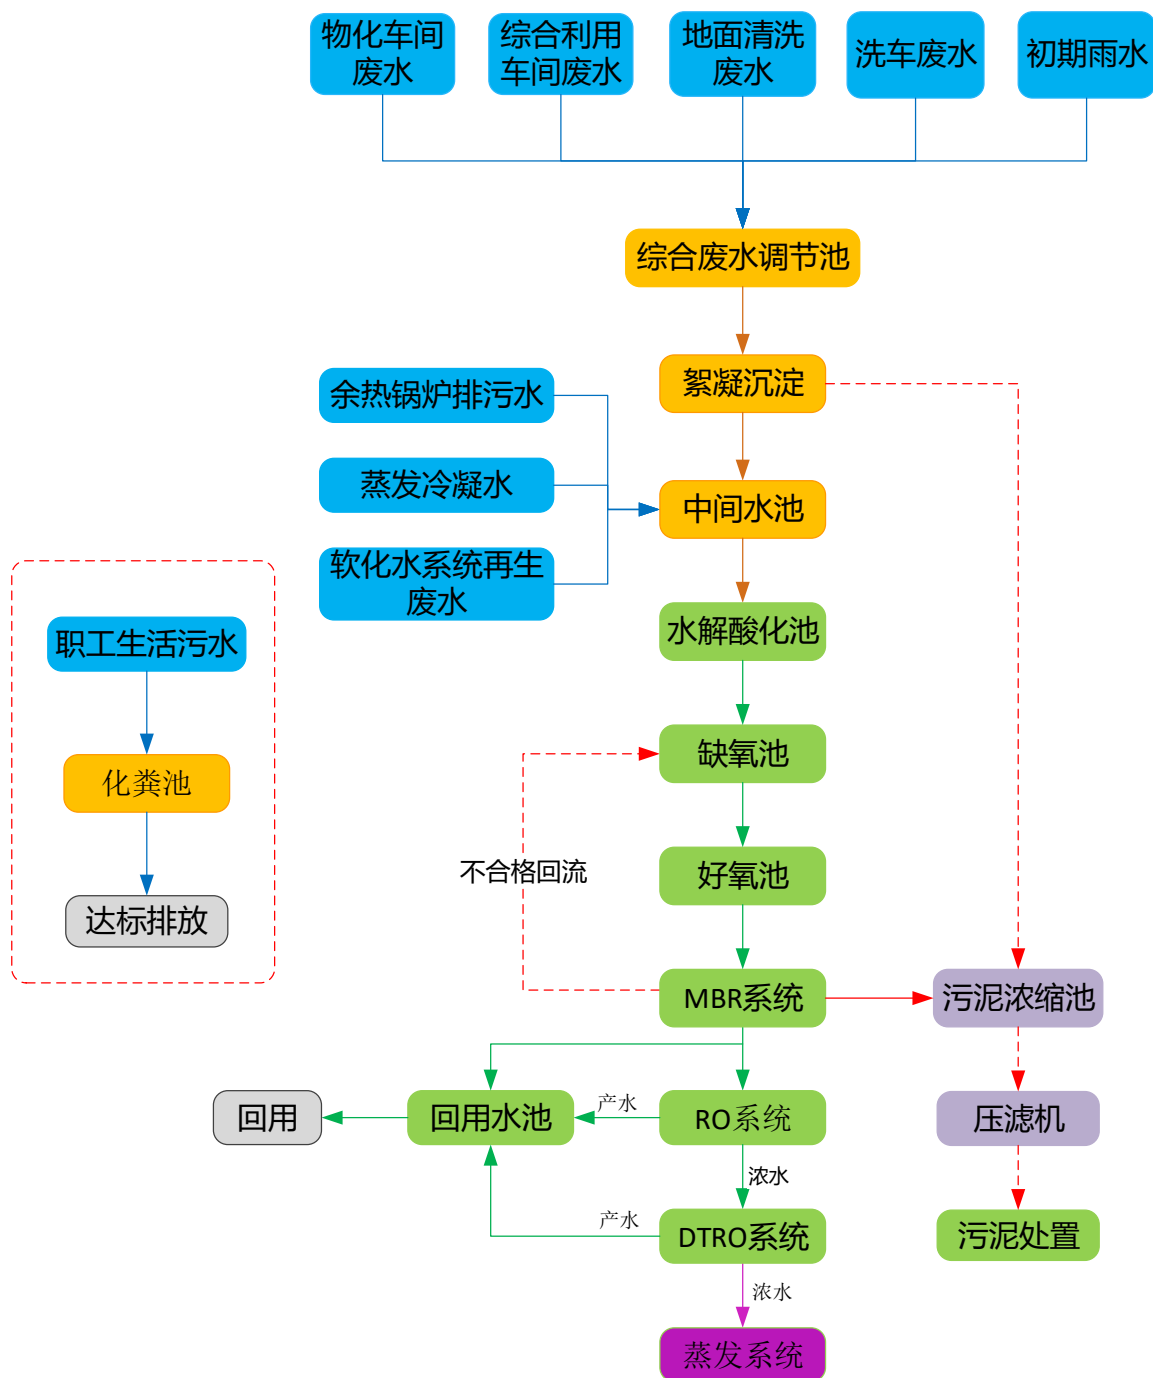 物化车间
废水
综合利用
车间废水
地面清洗
废水
洗车废水
初期雨水
综合废水调节池
絮凝沉淀
余热锅炉排污水
蒸发冷凝水
中间水池
软化水系统再生
废水
水解酸化池
职工生活污水
缺氧池
化粪池
不合格回流
好氧池
达标排放
MBR系统
污泥浓缩池
回用
回用水池
产水
RO系统
压滤机
浓水
产水
DTRO系统
污泥处置
浓水
蒸发系统